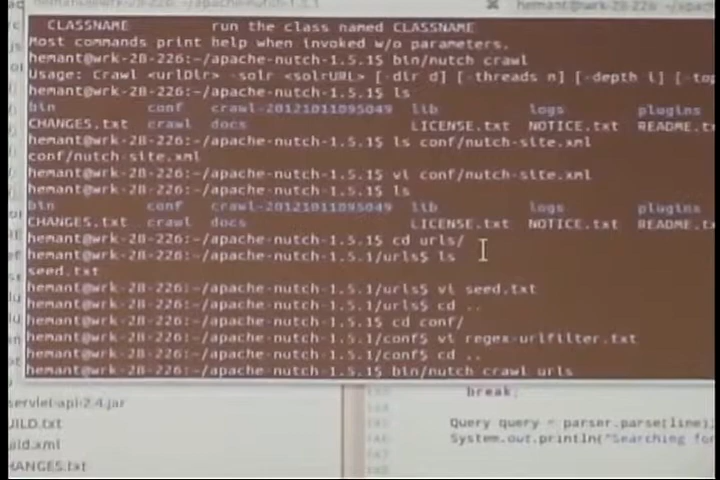 CLASSNAME run the class named CLASSNAME
Most commands print help when invoked w/o parameters.
hemant@wrk-28-226:~/apache-nutch-1.5.1$ bin/nutch crawl
Usage: Crawl <urlDir> -solr <solrURL> [-dir d] [-threads n] [-depth i] [-top
hemant@wrk-28-226:~/apache-nutch-1.5.1$ ls
bin conf crawl-20121011095049 lib logs plugins
CHANGES.txt crawl docs LICENSE.txt NOTICE.txt README.t
hemant@wrk-28-226:~/apache-nutch-1.5.1$ ls conf/nutch-site.xml
conf/nutch-site.xml
hemant@wrk-28-226:~/apache-nutch-1.5.1$ vi conf/nutch-site.xml
hemant@wrk-28-226:~/apache-nutch-1.5.1$ ls
bin conf crawl-20121011095049 lib logs plugins
CHANGES.txt crawl docs LICENSE.txt NOTICE.txt README.t
hemant@wrk-28-226:~/apache-nutch-1.5.1$ cd urls/
hemant@wrk-28-226:~/apache-nutch-1.5.1/urls$ ls
seed.txt
hemant@wrk-28-226:~/apache-nutch-1.5.1/urls$ vi seed.txt
hemant@wrk-28-226:~/apache-nutch-1.5.1/urls$ cd ..
hemant@wrk-28-226:~/apache-nutch-1.5.1$ cd conf/
hemant@wrk-28-226:~/apache-nutch-1.5.1/conf$ vi regex-urlfilter.txt
hemant@wrk-28-226:~/apache-nutch-1.5.1/conf$ cd ..
hemant@wrk-28-226:~/apache-nutch-1.5.1$ bin/nutch crawl urls
servlet-api-2.4.jar
UILD.txt
uild.xml
HANGES.txt
break;
Query query = parser.parse(line);
System.out.println("Searching for